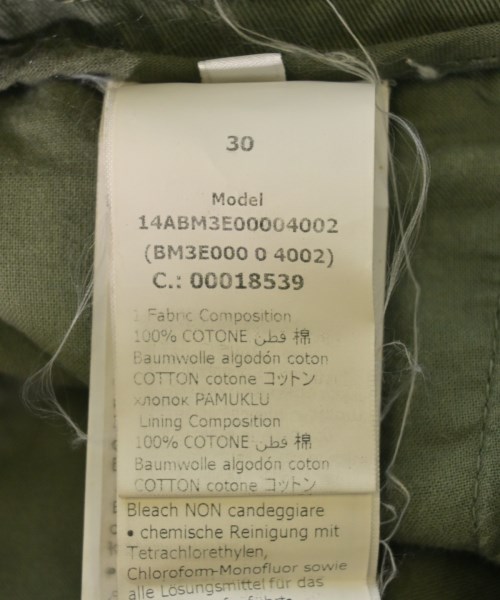 30
Model
14ABM3E00004002
(BM3E000 0 4002)
C.: 00018539
1 Fabric Composition
100% COTONE قطن 棉
Baumwolle algodón coton
COTTON cotone コットン
хлопок PAMUKLU
Lining Composition
100% COTONE قطن 棉
Baumwolle algodón coton
COTTON cotone コットン
Bleach NON candeggiare
• chemische Reinigung mit
Tetrachlorethylen,
Chloroform-Monofluor sowie
alle Lösungsmittel für das